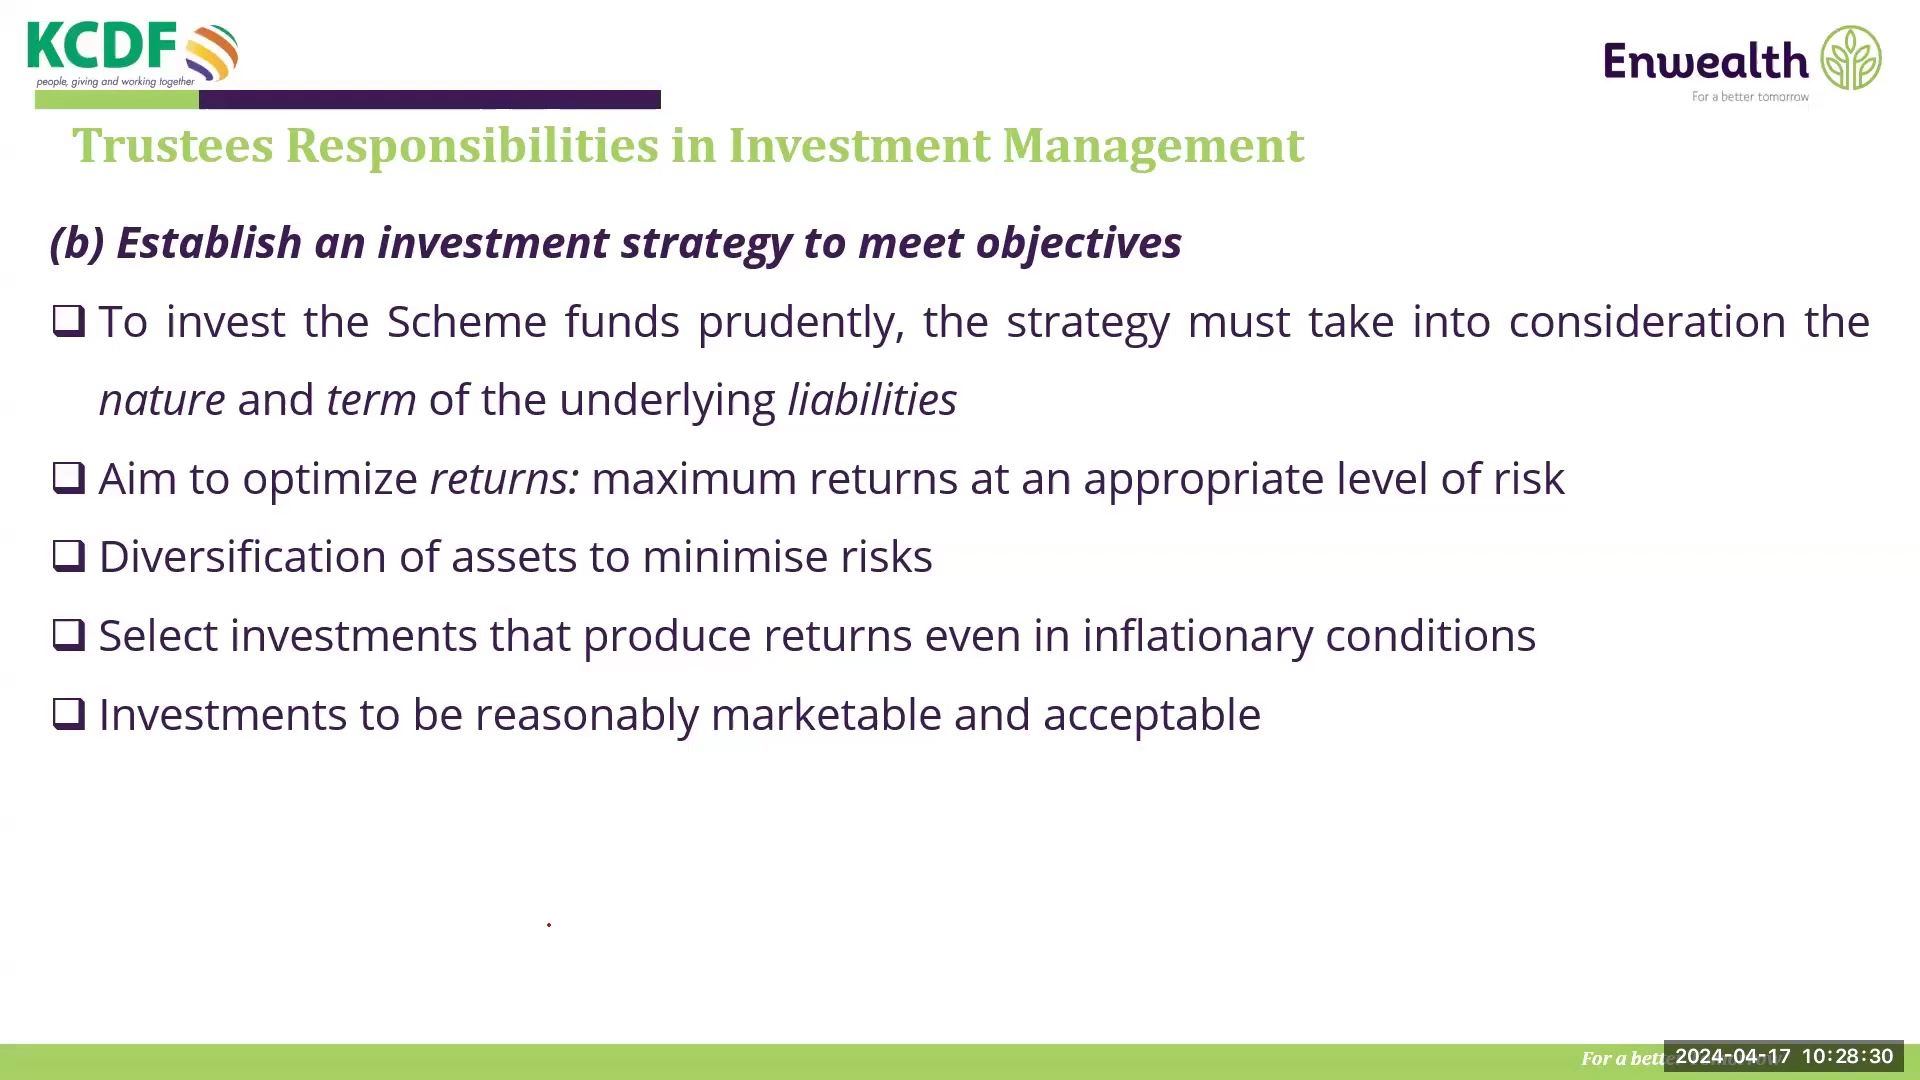 KCDF
people, giving and working together
Enwealth
For a better tomorrow
Trustees Responsibilities in Investment Management
(b) Establish an investment strategy to meet objectives
❑ To invest the Scheme funds prudently, the strategy must take into consideration the
nature and term of the underlying liabilities
❑ Aim to optimize returns: maximum returns at an appropriate level of risk
❑ Diversification of assets to minimise risks
❑ Select investments that produce returns even in inflationary conditions
❑ Investments to be reasonably marketable and acceptable
For a
2024-04-17 10:28:30